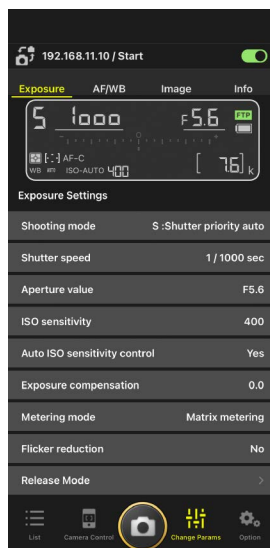 192.168.11.10 / Start
Exposure AF/WB Image Info
S 1000 F5.6 FTP
AF-C
WB ISO-AUTO 400 [ 7.6] k
Exposure Settings
Shooting mode S :Shutter priority auto
Shutter speed 1 / 1000 sec
Aperture value F5.6
ISO sensitivity 400
Auto ISO sensitivity control Yes
Exposure compensation 0.0
Metering mode Matrix metering
Flicker reduction No
Release Mode >
List Camera Control Change Params Option